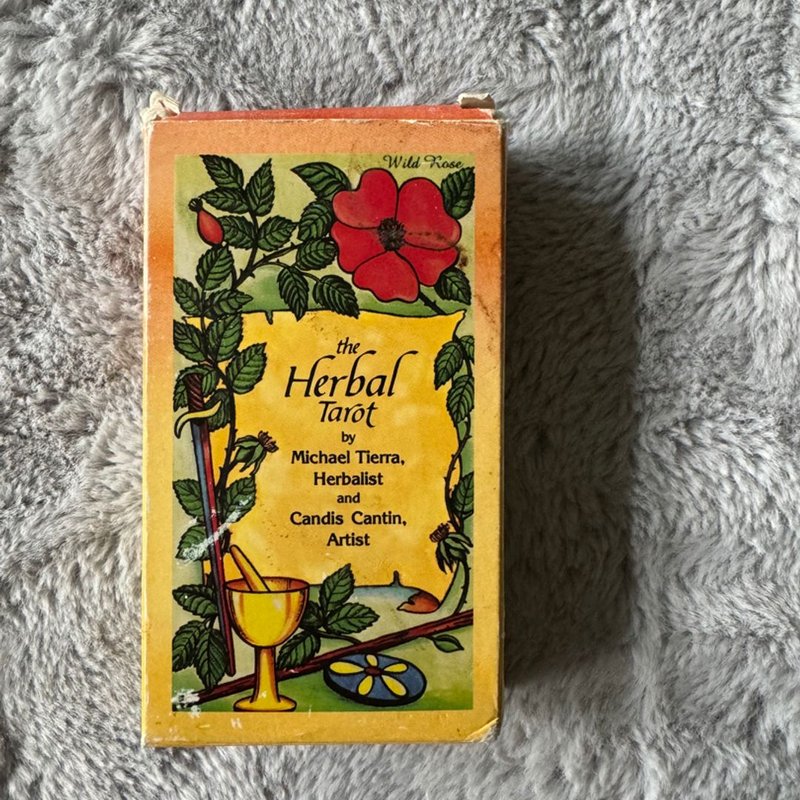 Wild Rose
the
Herbal
Tarot
by
Michael Tierra,
Herbalist
and
Candis Cantin,
Artist